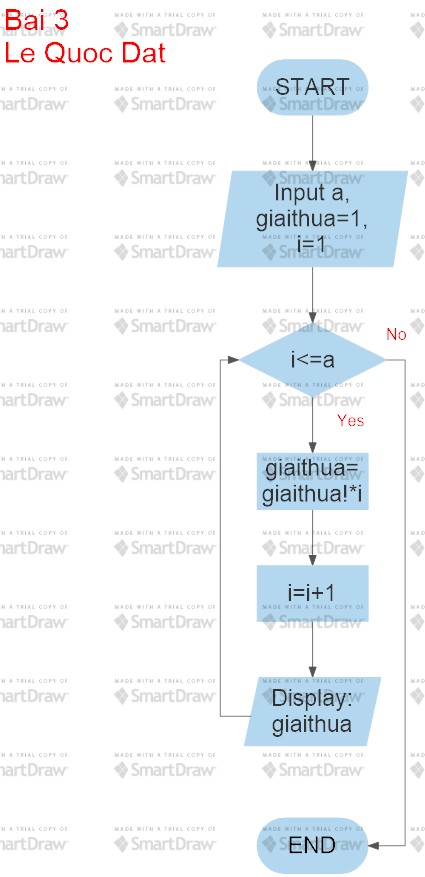 Bai 3
Le Quoc Dat
START
Input a,
giaithua=1,
i=1
i<=a
No
Yes
giaithua=
giaithua!*i
i=i+1
Display:
giaithua
END
MADE WITH A TRIAL COPY OF
SmartDraw